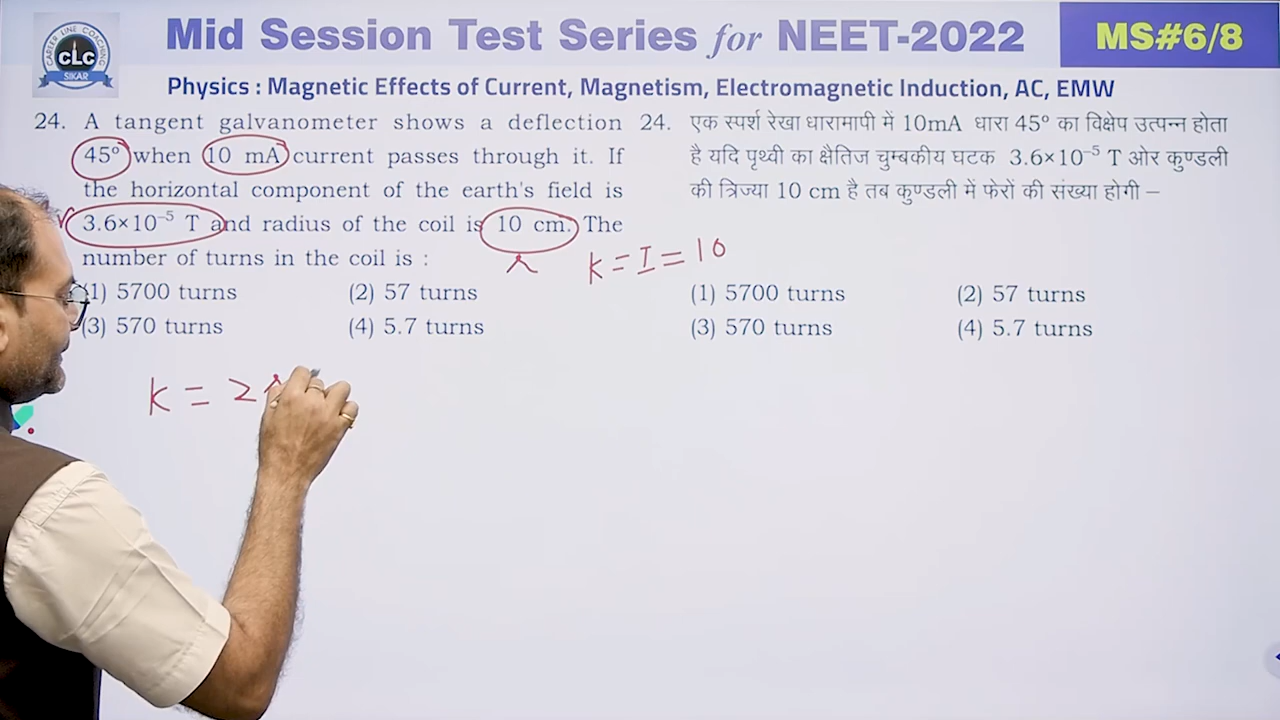 CAREER LINE COACHING
CLC
SIKAR
Mid Session Test Series for NEET-2022
MS#6/8
Physics : Magnetic Effects of Current, Magnetism, Electromagnetic Induction, AC, EMW
24. A tangent galvanometer shows a deflection
45° when 10 mA current passes through it. If
the horizontal component of the earth's field is
3.6×10⁻⁵ T and radius of the coil is 10 cm. The
number of turns in the coil is :
(1) 5700 turns (2) 57 turns
(3) 570 turns (4) 5.7 turns
24. एक स्पर्श रेखा धारामापी में 10mA धारा 45° का विक्षेप उत्पन्न होता
है यदि पृथ्वी का क्षैतिज चुम्बकीय घटक 3.6×10⁻⁵ T ओर कुण्डली
की त्रिज्या 10 cm है तब कुण्डली में फेरों की संख्या होगी –
(1) 5700 turns (2) 57 turns
(3) 570 turns (4) 5.7 turns
r
K = I = 10
K = 2